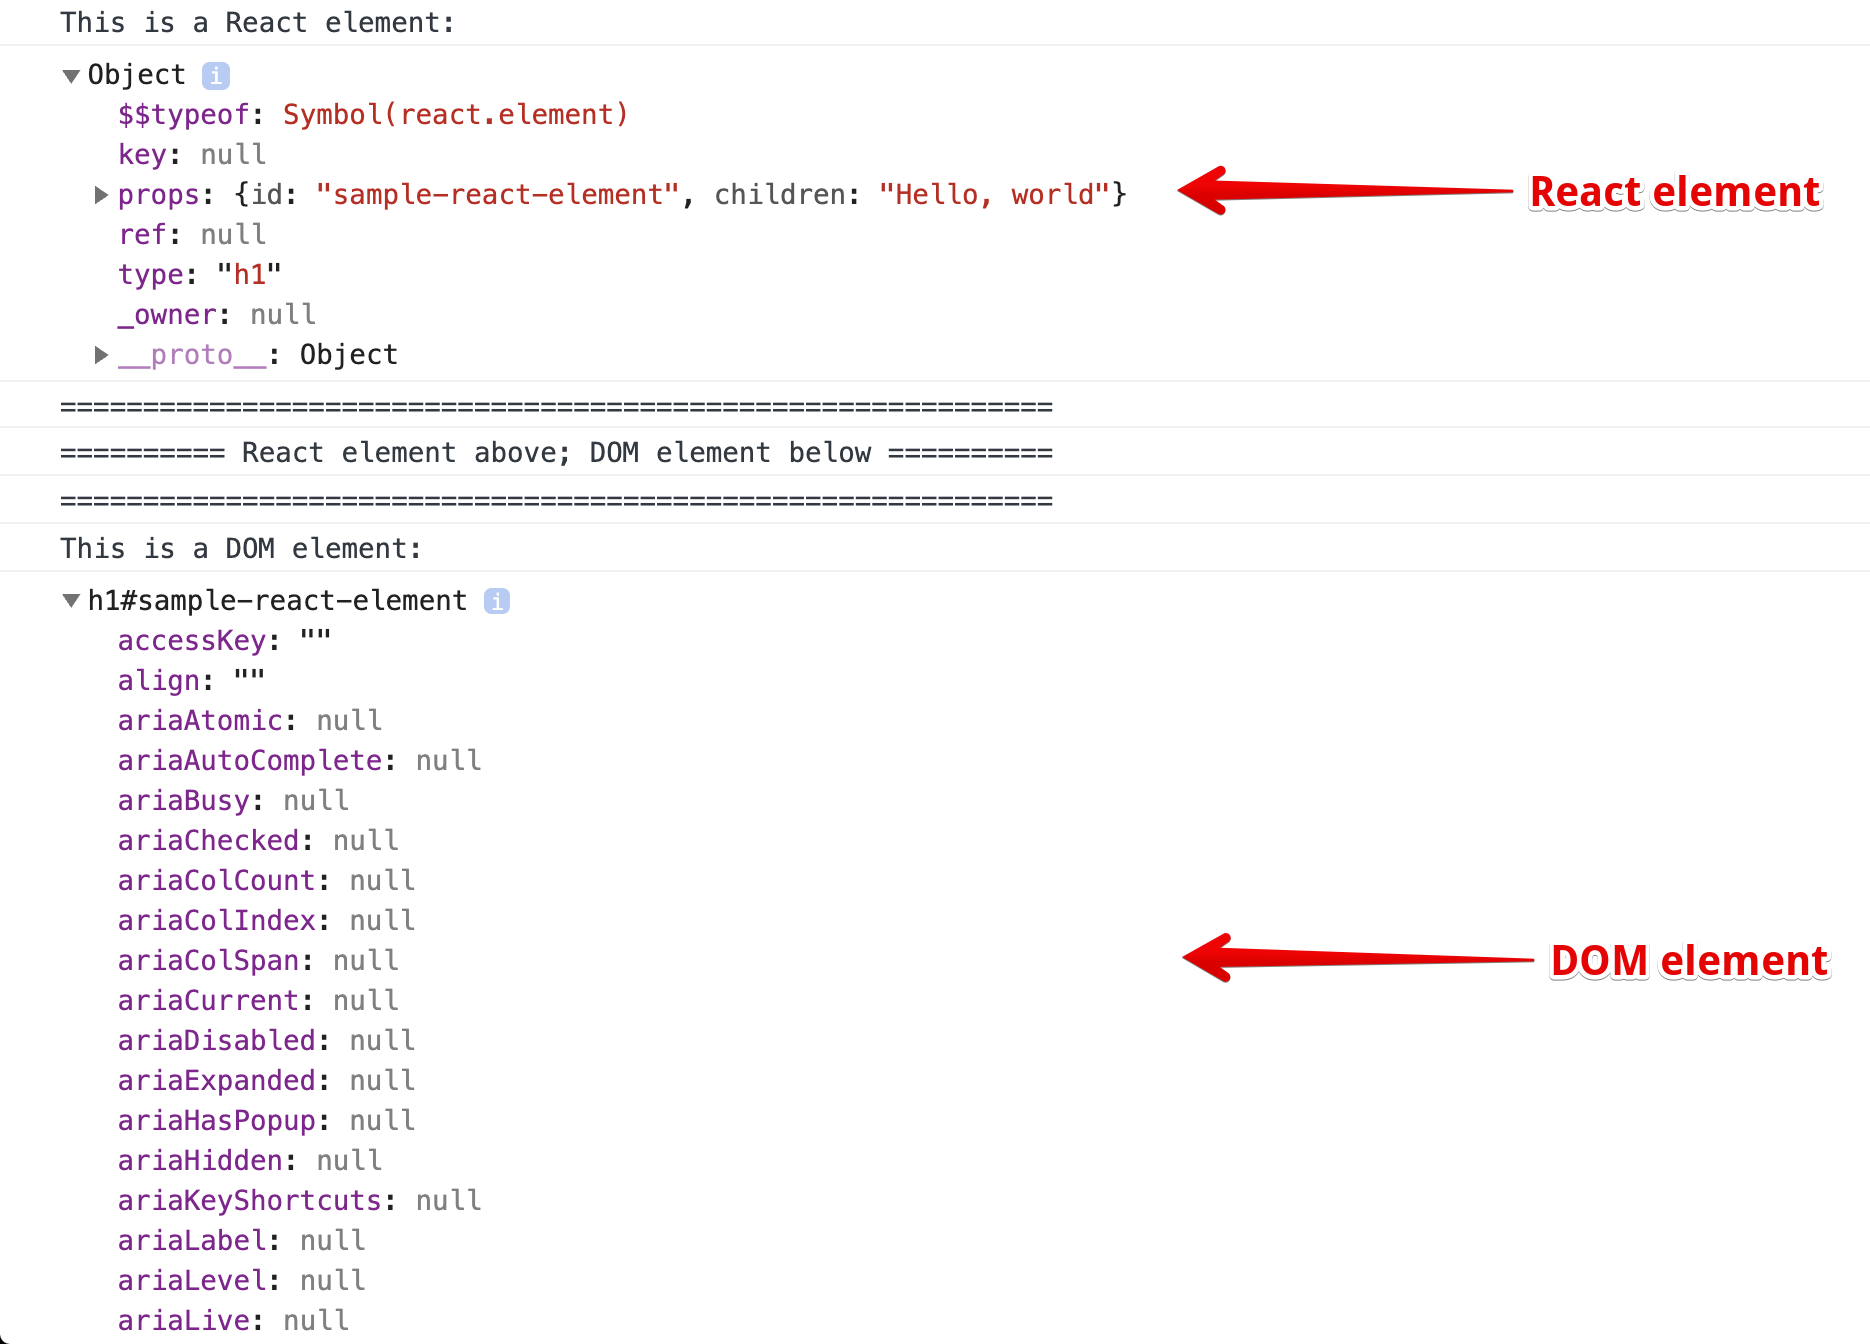 This is a React element:
Object i
$$typeof: Symbol(react.element)
key: null
props: {id: "sample-react-element", children: "Hello, world"}
React element
ref: null
type: "h1"
_owner: null
__proto__: Object
============================================================
========== React element above; DOM element below ==========
============================================================
This is a DOM element:
h1#sample-react-element i
accessKey: ""
align: ""
ariaAtomic: null
ariaAutoComplete: null
ariaBusy: null
ariaChecked: null
ariaColCount: null
ariaColIndex: null
ariaColSpan: null
DOM element
ariaCurrent: null
ariaDisabled: null
ariaExpanded: null
ariaHasPopup: null
ariaHidden: null
ariaKeyShortcuts: null
ariaLabel: null
ariaLevel: null
ariaLive: null